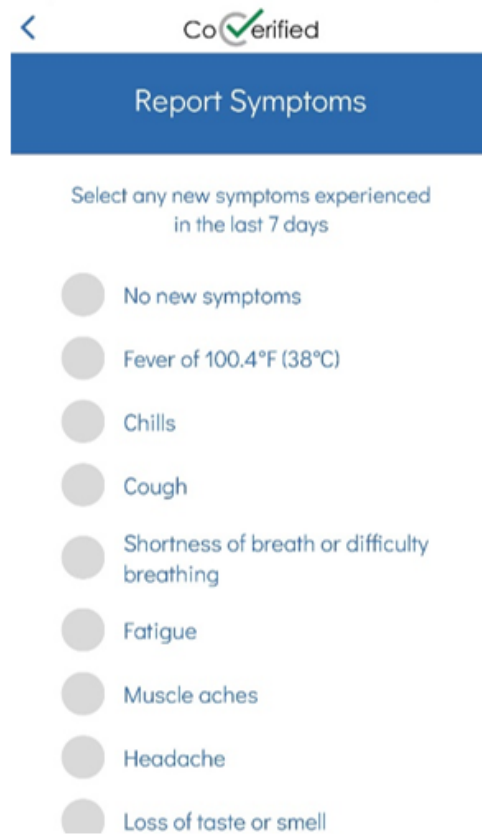 CoVerified
Report Symptoms
Select any new symptoms experienced
in the last 7 days
No new symptoms
Fever of 100.4°F (38°C)
Chills
Cough
Shortness of breath or difficulty
breathing
Fatigue
Muscle aches
Headache
Loss of taste or smell